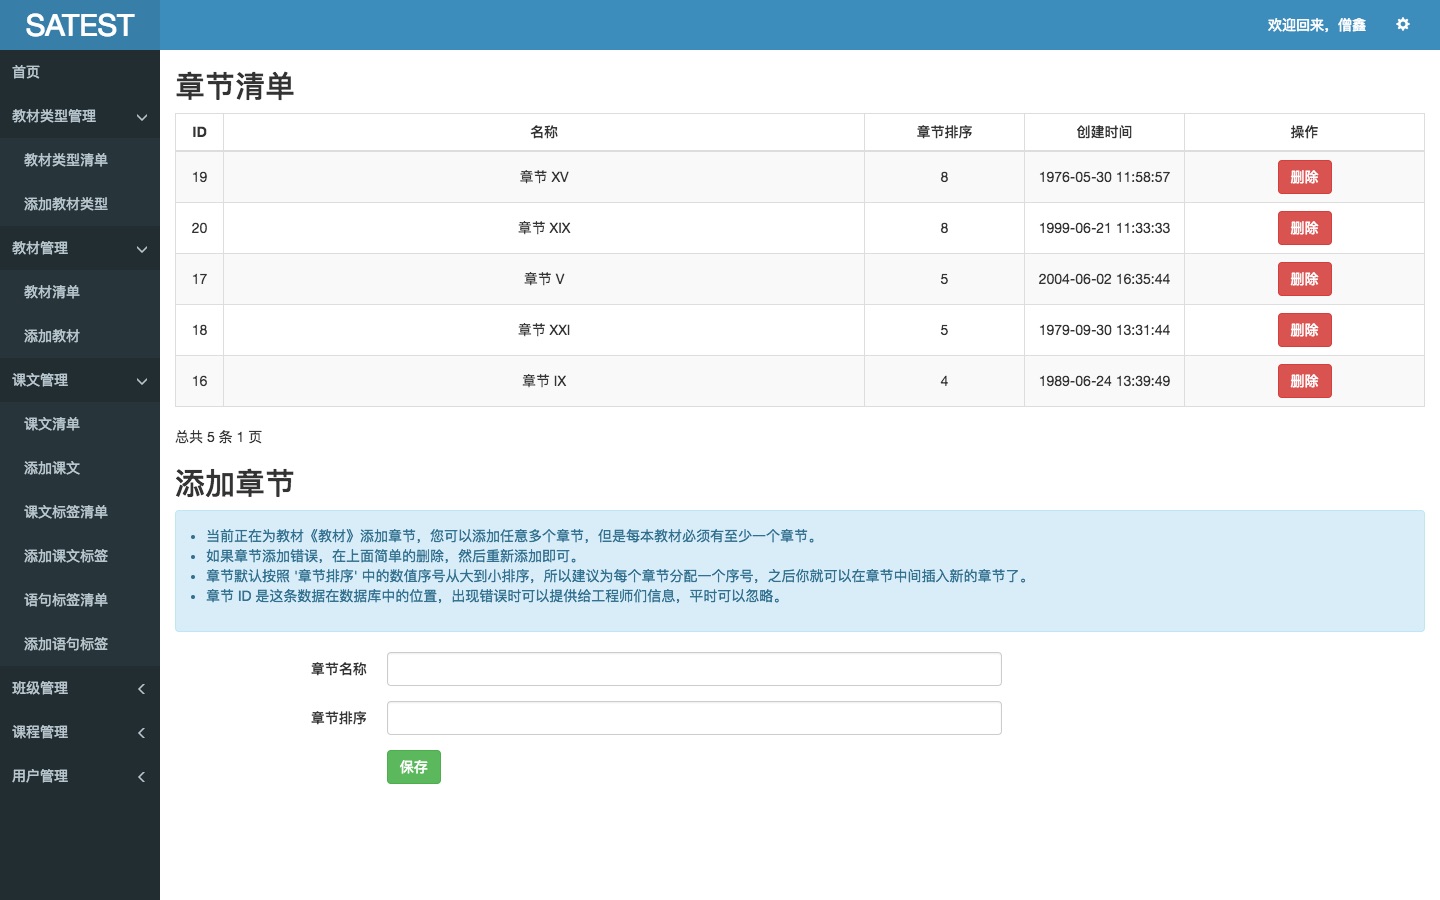 SATEST
欢迎回来，僧鑫
首页
教材类型管理
教材类型清单
添加教材类型
教材管理
教材清单
添加教材
课文管理
课文清单
添加课文
课文标签清单
添加课文标签
语句标签清单
添加语句标签
班级管理
课程管理
用户管理
章节清单
ID 名称 章节排序 创建时间 操作
19 章节 XV 8 1976-05-30 11:58:57 删除
20 章节 XIX 8 1999-06-21 11:33:33 删除
17 章节 V 5 2004-06-02 16:35:44 删除
18 章节 XXI 5 1979-09-30 13:31:44 删除
16 章节 IX 4 1989-06-24 13:39:49 删除
总共 5 条 1 页
添加章节
当前正在为教材《教材》添加章节，您可以添加任意多个章节，但是每本教材必须有至少一个章节。
如果章节添加错误，在上面简单的删除，然后重新添加即可。
章节默认按照 '章节排序' 中的数值序号从大到小排序，所以建议为每个章节分配一个序号，之后你就可以在章节中间插入新的章节了。
章节 ID 是这条数据在数据库中的位置，出现错误时可以提供给工程师们信息，平时可以忽略。
章节名称
章节排序
保存